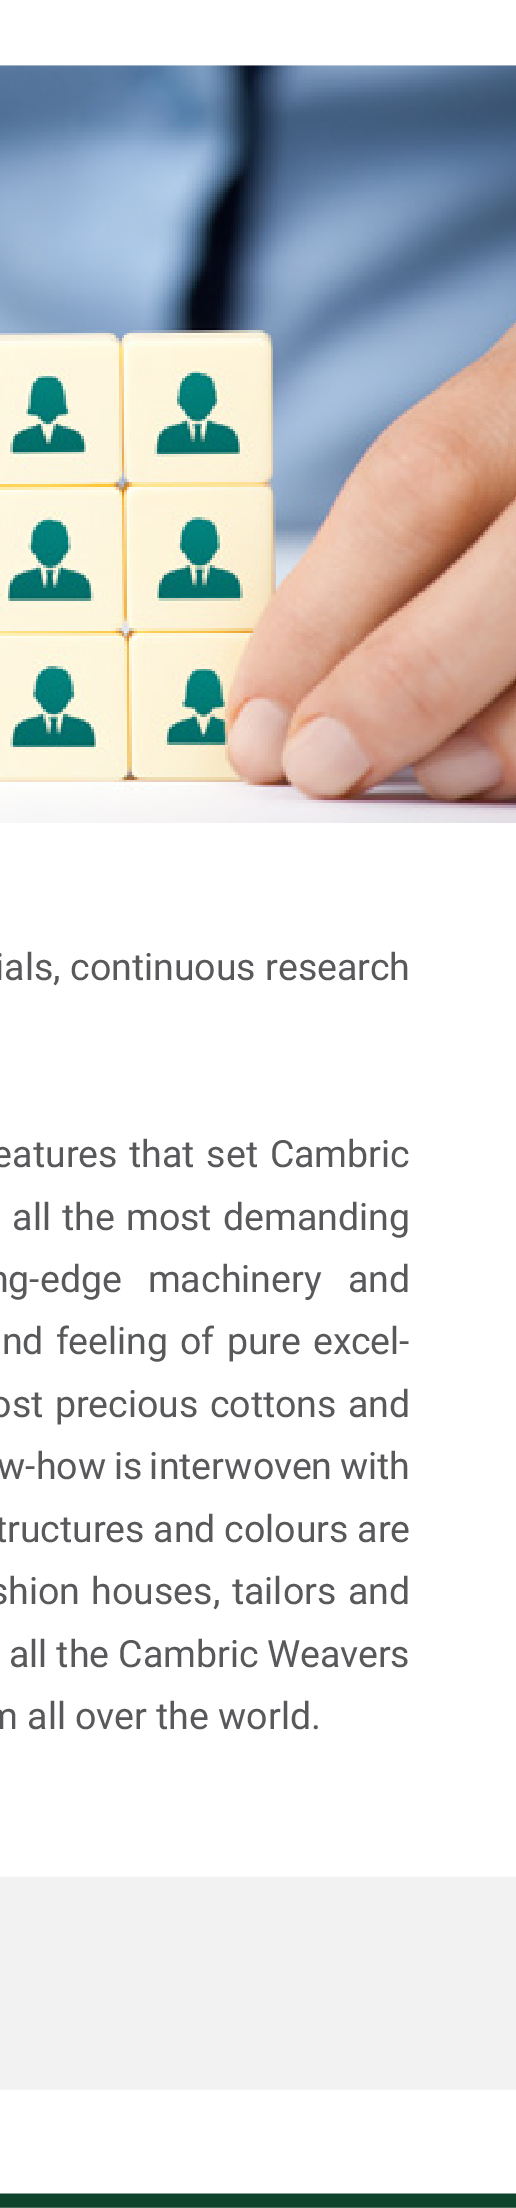 ials, continuous research
eatures that set Cambric
all the most demanding
ng-edge machinery and
nd feeling of pure excel-
ost precious cottons and
w-how is interwoven with
tructures and colours are
shion houses, tailors and
all the Cambric Weavers
m all over the world.